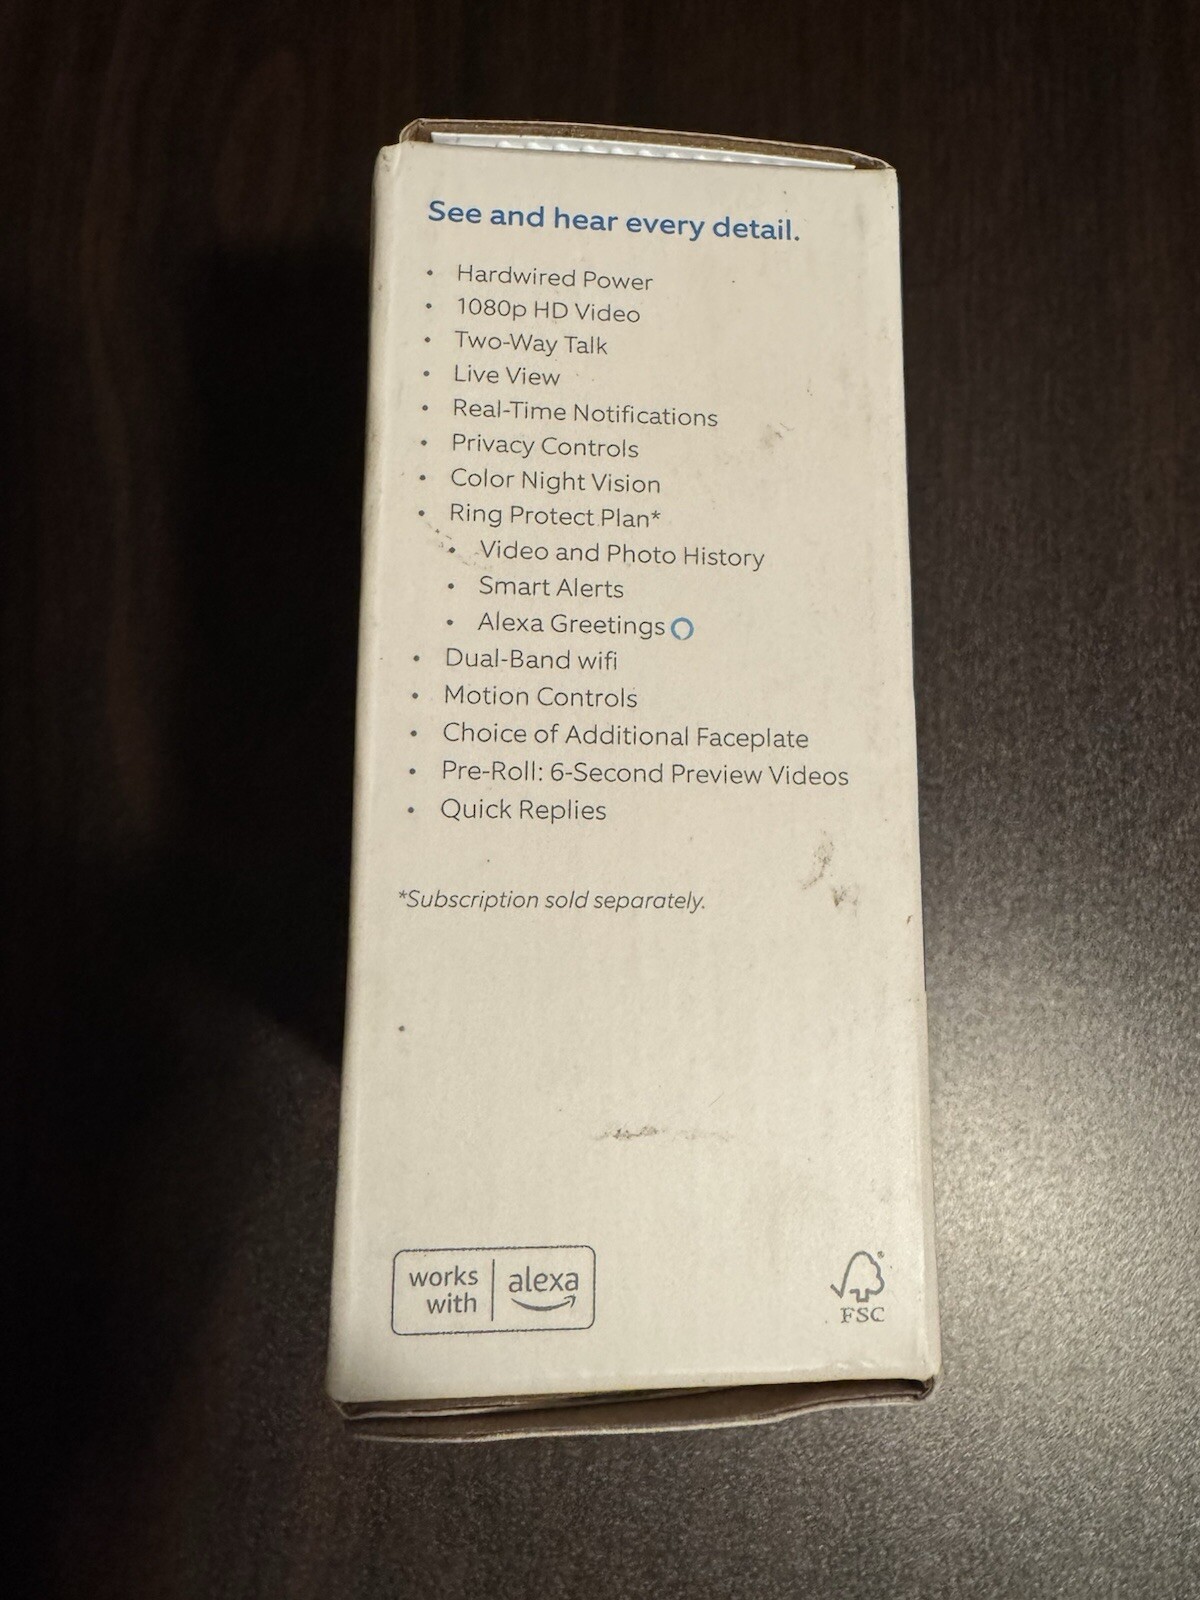 See and hear every detail.
• Hardwired Power
• 1080p HD Video
• Two-Way Talk
• Live View
• Real-Time Notifications
• Privacy Controls
• Color Night Vision
• Ring Protect Plan*
• Video and Photo History
• Smart Alerts
• Alexa Greetings
• Dual-Band wifi
• Motion Controls
• Choice of Additional Faceplate
• Pre-Roll: 6-Second Preview Videos
• Quick Replies
*Subscription sold separately.
works
with
alexa
®
FSC